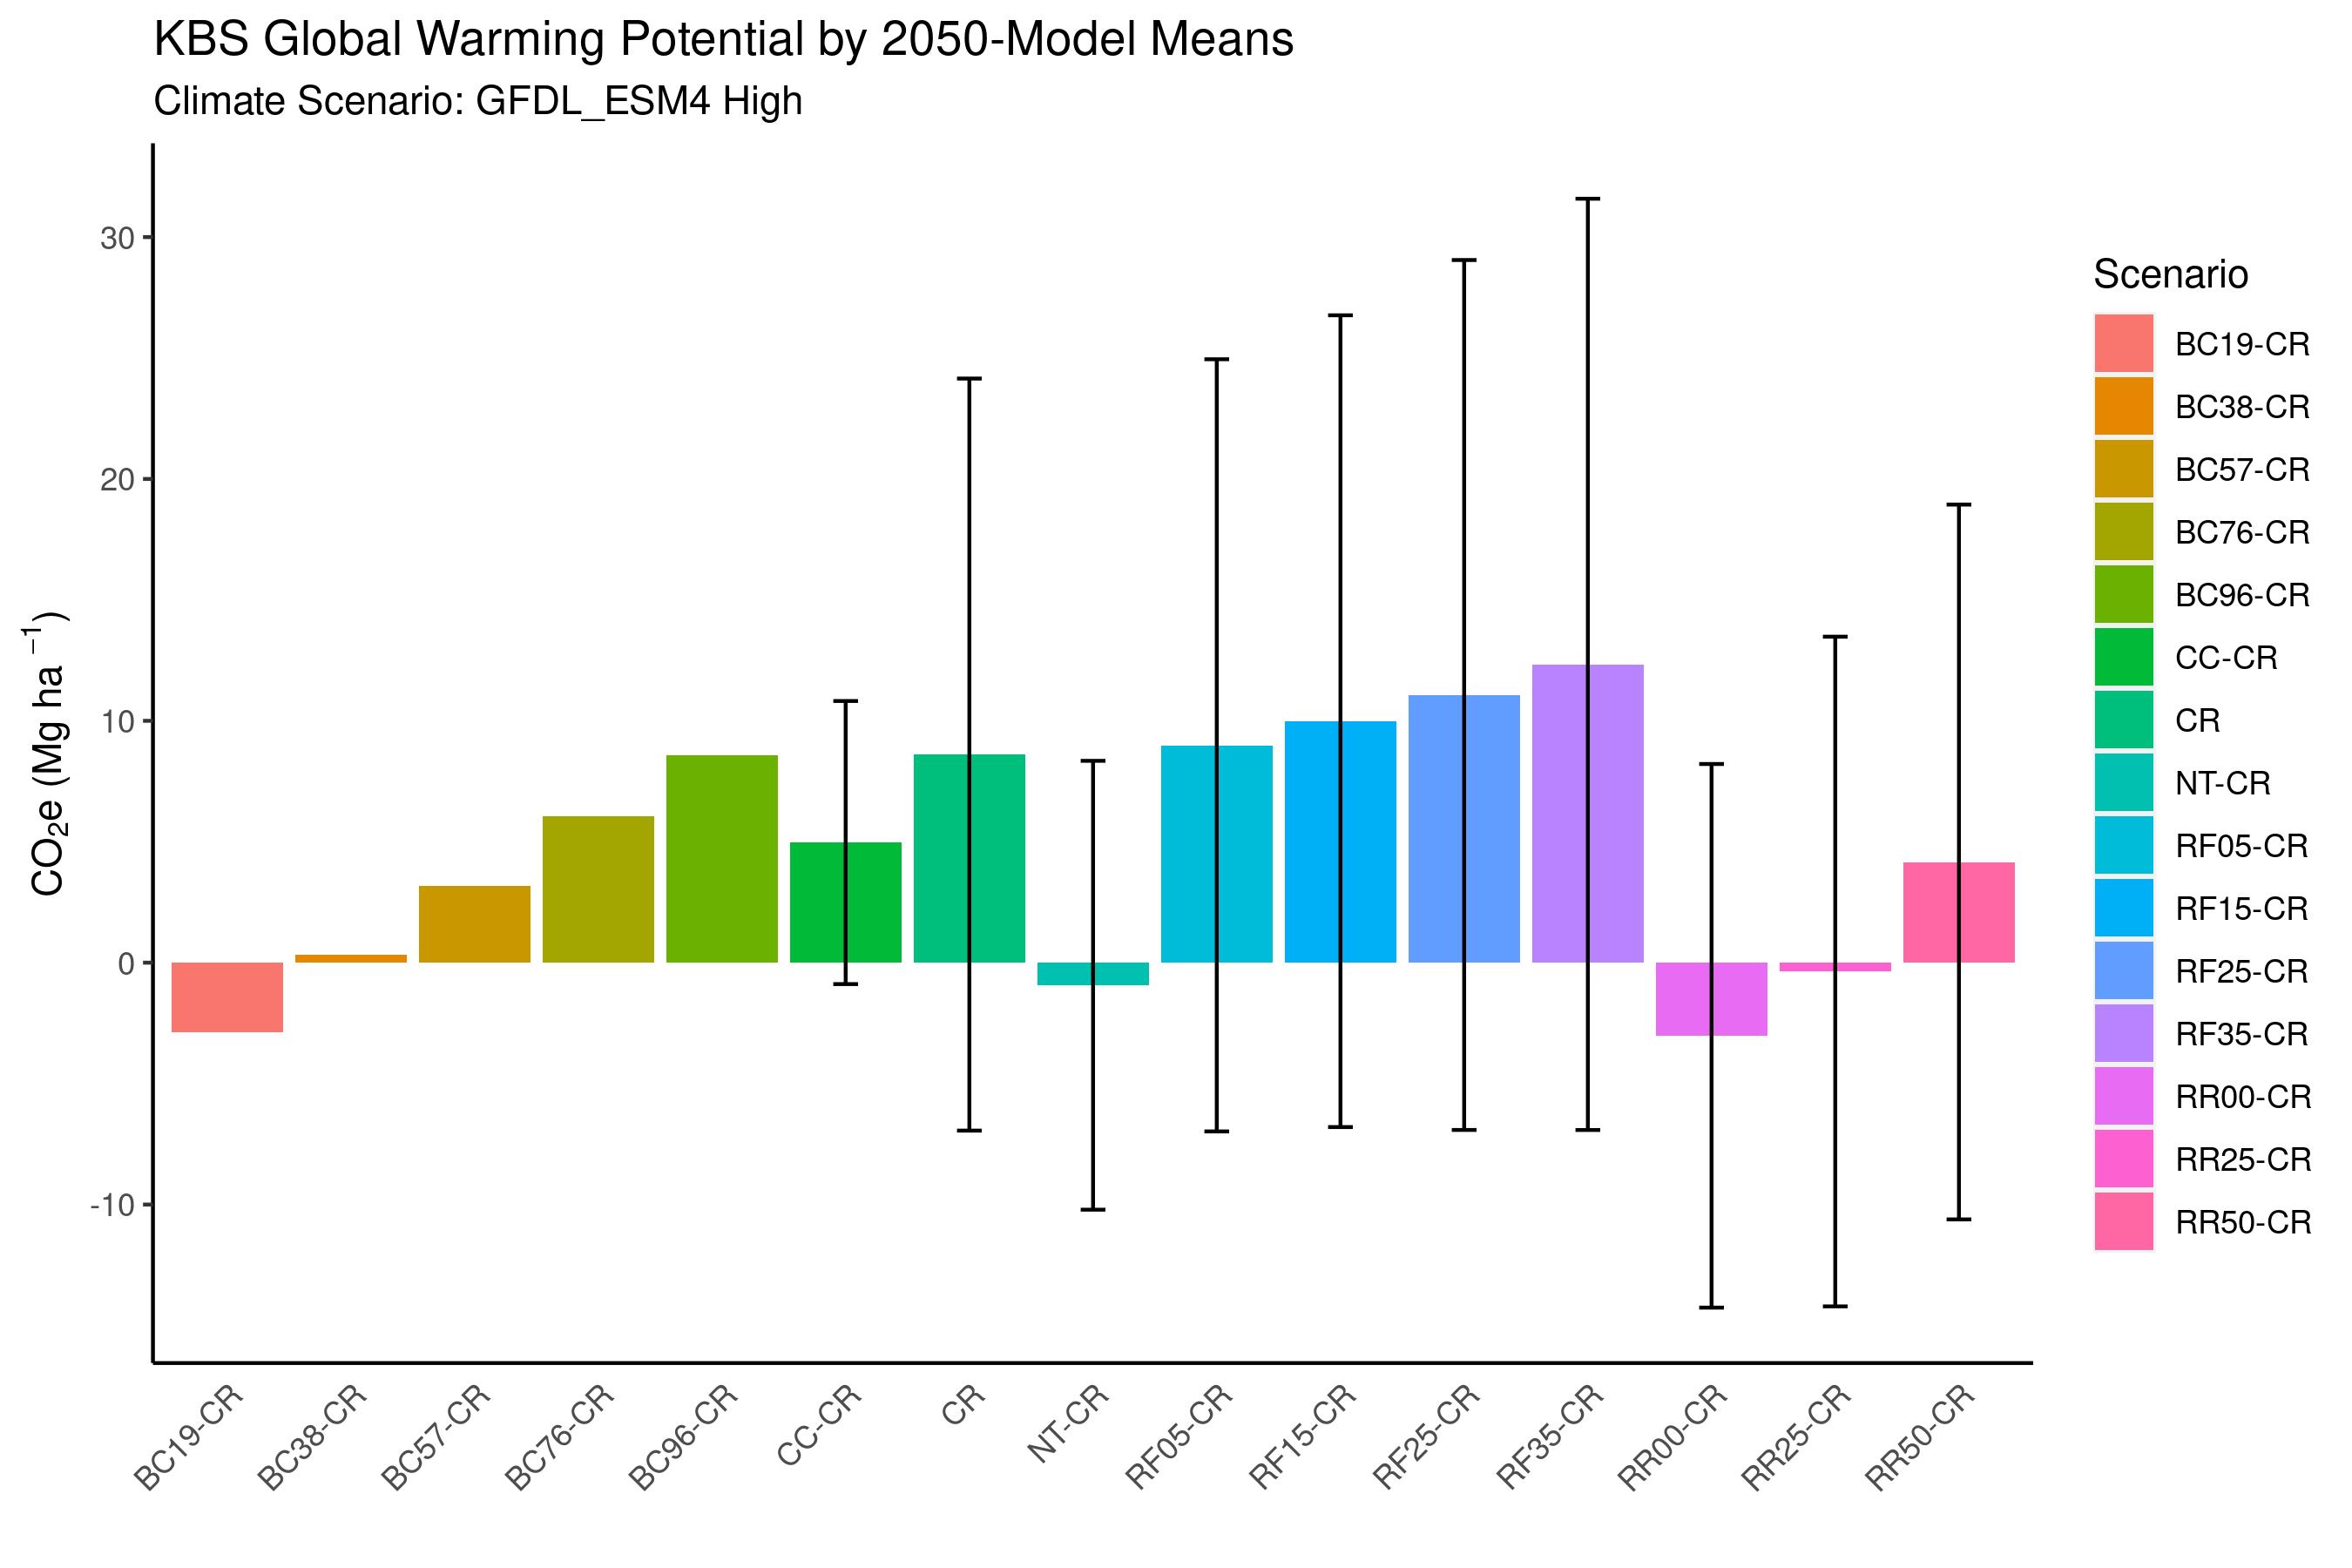 KBS Global Warming Potential by 2050-Model Means
Climate Scenario: GFDL_ESM4 High
CO₂e (Mg ha ⁻¹)
30
20
10
0
-10
BC19-CR
BC38-CR
BC57-CR
BC76-CR
BC96-CR
CC-CR
CR
NT-CR
RF05-CR
RF15-CR
RF25-CR
RF35-CR
RR00-CR
RR25-CR
RR50-CR
Scenario
BC19-CR
BC38-CR
BC57-CR
BC76-CR
BC96-CR
CC-CR
CR
NT-CR
RF05-CR
RF15-CR
RF25-CR
RF35-CR
RR00-CR
RR25-CR
RR50-CR